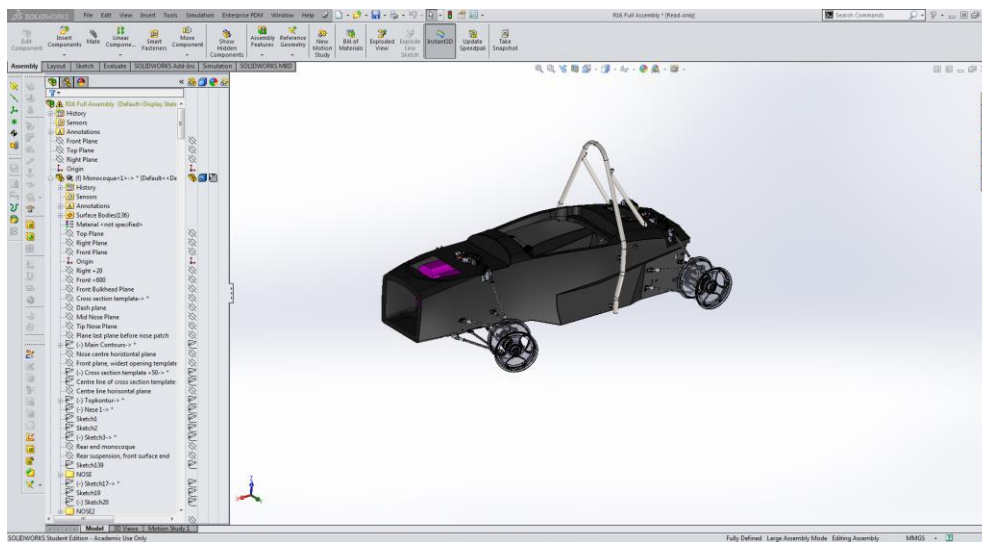 SOLIDWORKS File Edit View Insert Tools Simulation Enterprise PDM Window Help
R16 Full Assembly * [Read-only]
Search Commands
Edit Component
Insert Components
Mate
Linear Compone...
Smart Fasteners
Move Component
Show Hidden Components
Assembly Features
Reference Geometry
New Motion Study
Bill of Materials
Exploded View
Explode Line Sketch
Instant3D
Update Speedpak
Take Snapshot
Assembly Layout Sketch Evaluate SOLIDWORKS Add-Ins Simulation SOLIDWORKS MBD
R16 Full Assembly (Default<Display State
History
Sensors
Annotations
Front Plane
Top Plane
Right Plane
Origin
(f) Monocoque<1>-> * (Default<<De
History
Sensors
Annotations
Surface Bodies(136)
Material <not specified>
Top Plane
Right Plane
Front Plane
Origin
Right +20
Front +600
Front Bulkhead Plane
Cross section template-> *
Dash plane
Mid Nose Plane
Tip Nose Plane
Plane last plane before nose patch
(-) Main Contours-> *
Nose centre horistontal plane
Front plane, widest opening template
(-) Cross section template +50-> *
Centre line of cross section template-
Centre line horisontal plane
(-) Topkontur-> *
(-) Nese 1-> *
Sketch1
Sketch2
(-) Sketch3-> *
Rear end monocoque
Rear suspension, front surface end
Sketch139
NOSE
(-) Sketch17-> *
Sketch19
(-) Sketch20
NOSE2
Model 3D Views Motion Study 1
SOLIDWORKS Student Edition - Academic Use Only
Fully Defined Large Assembly Mode Editing Assembly MMGS